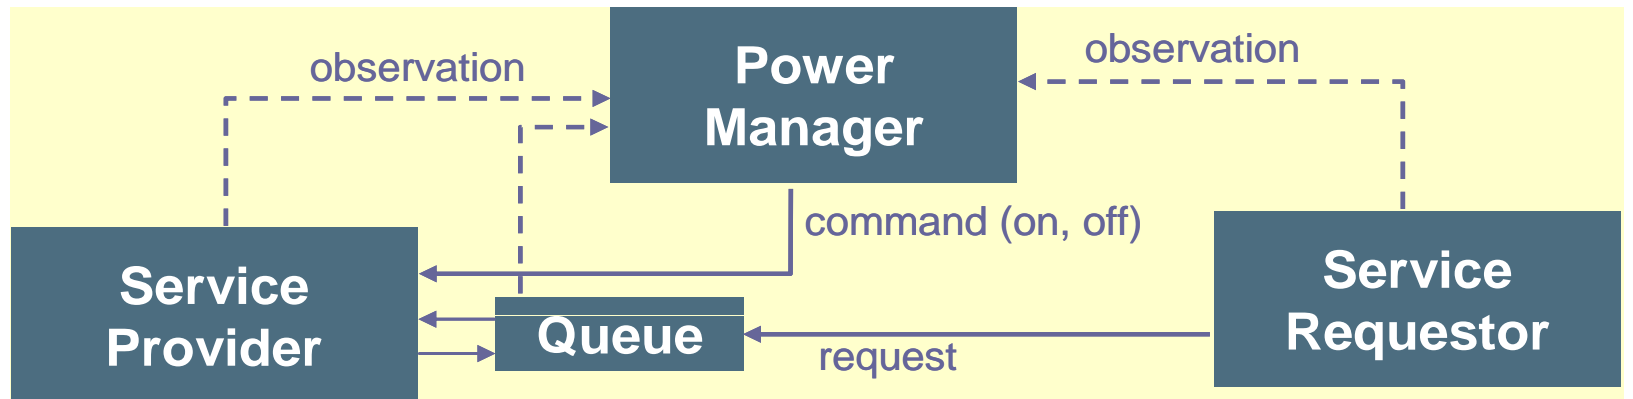 observation
Power
Manager
observation
command (on, off)
Service
Provider
Queue
request
Service
Requestor